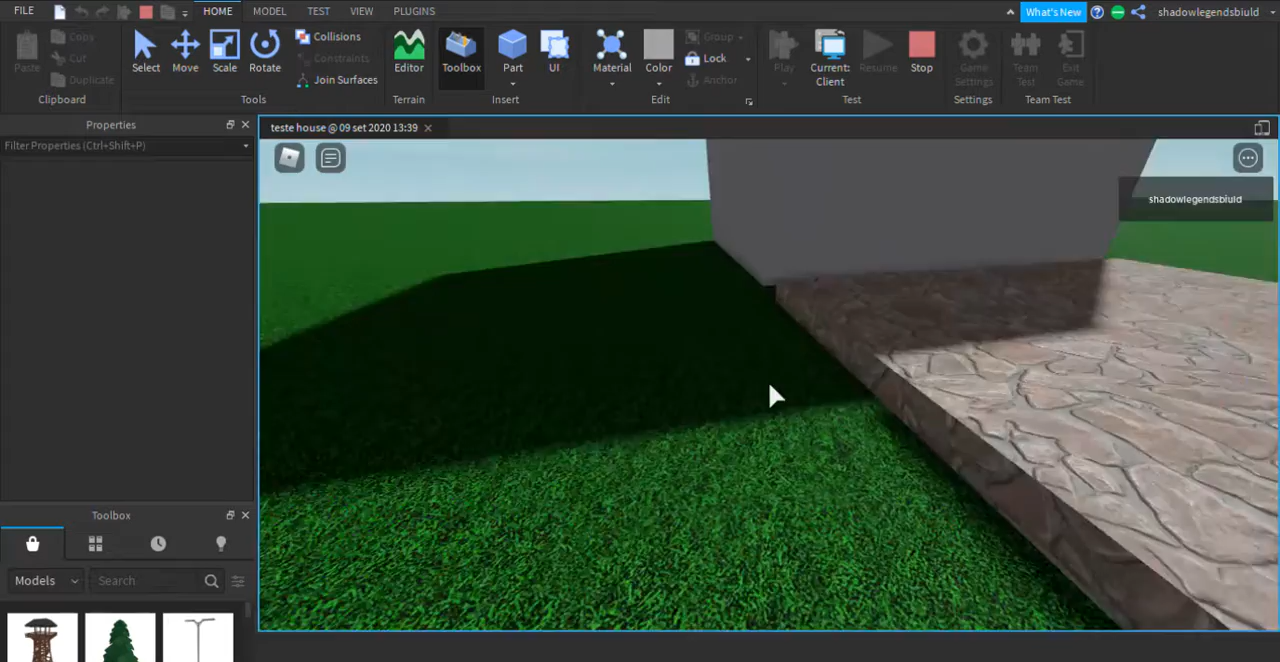 FILE HOME MODEL TEST VIEW PLUGINS What's New shadowlegendsbiuld
Paste Copy Cut Duplicate
Select Move Scale Rotate Collisions Constraints Join Surfaces
Editor Toolbox Part UI
Material Color Group Lock Anchor
Play Current: Client Resume Stop
Game Settings Team Test Exit Game
Clipboard Tools Terrain Insert Edit Test Settings Team Test
Properties
teste house @ 09 set 2020 13:39
Filter Properties (Ctrl+Shift+P)
shadowlegendsbiuld
Toolbox
Models Search